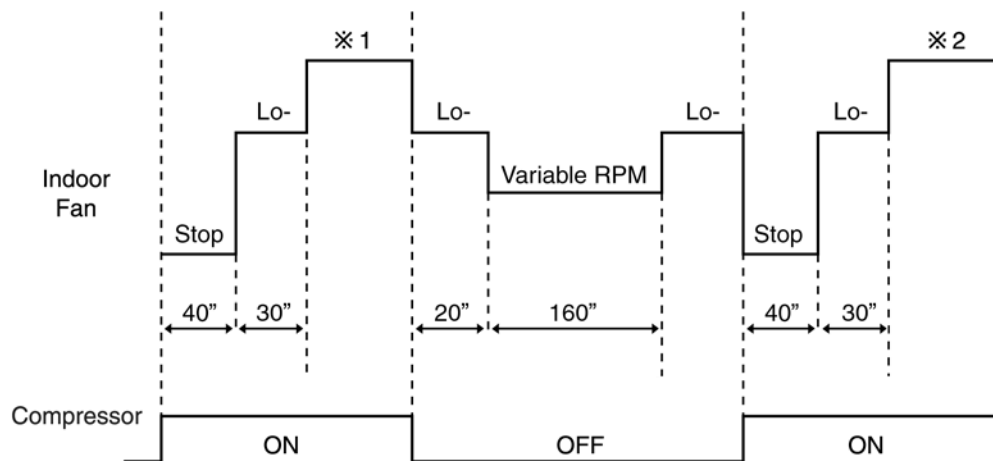 ※ 1
※ 2
Lo-
Lo-
Lo-
Lo-
Variable RPM
Indoor
Fan
Stop
Stop
40”
30”
20”
160”
40”
30”
Compressor
ON
OFF
ON